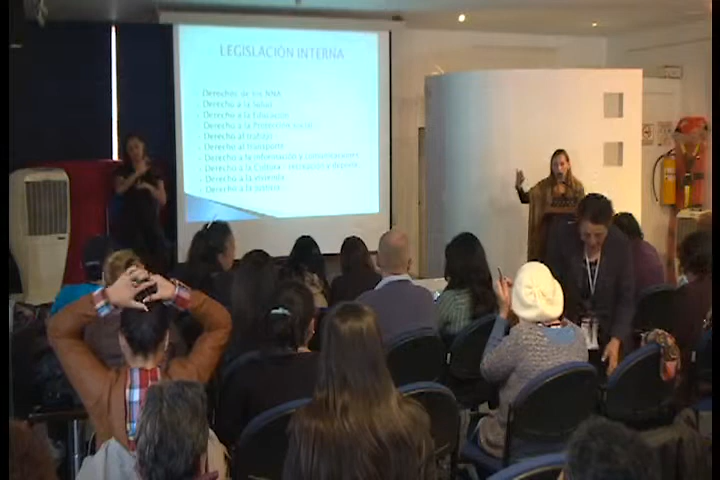 LEGISLACIÓN INTERNA
- Derechos de los NNA
- Derecho a la Salud
- Derecho a la Educación
- Derecho a la Protección social
- Derecho al trabajo
- Derecho al transporte
- Derecho a la información y comunicaciones
- Derecho a la Cultura, recreación y deporte
- Derecho a la vivienda
- Derecho a la justicia